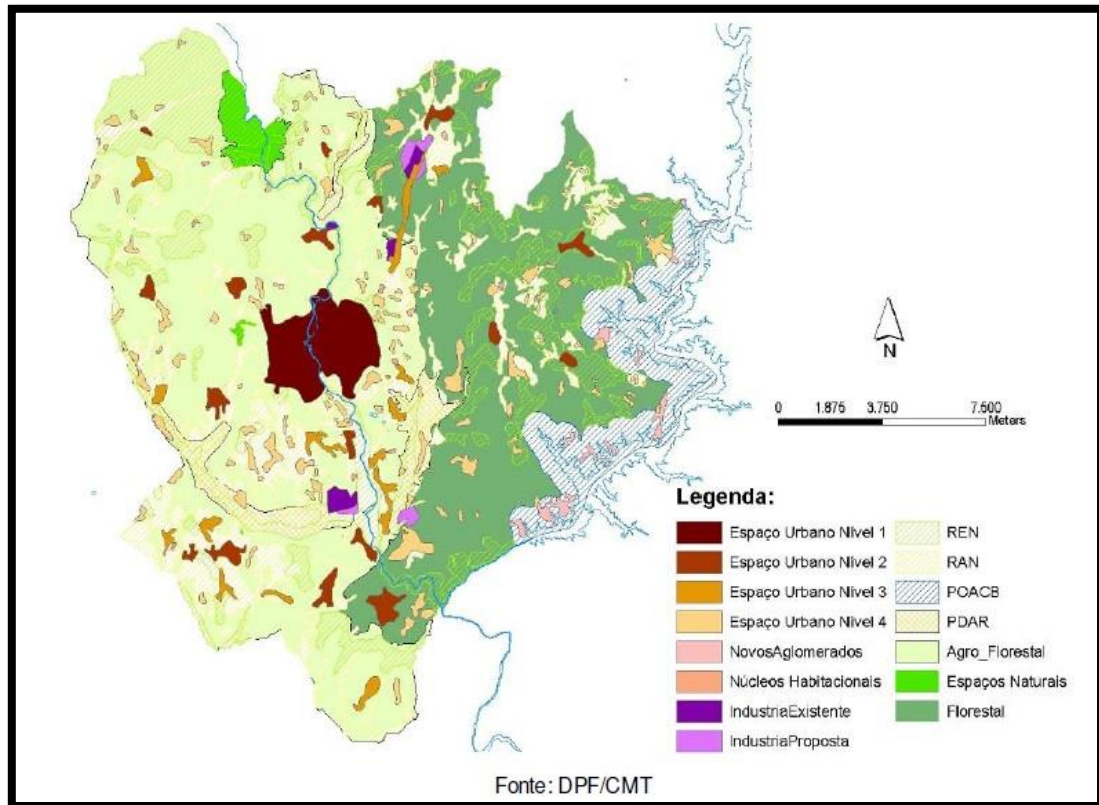 N
0 1.875 3.750 7.500
Meters
Legenda:
Espaço Urbano Nivel 1
Espaço Urbano Nivel 2
Espaço Urbano Nivel 3
Espaço Urbano Nivel 4
NovosAglomerados
Núcleos Habitacionais
IndustriaExistente
IndustriaProposta
REN
RAN
POACB
PDAR
Agro_Florestal
Espaços Naturais
Florestal
Fonte: DPF/CMT